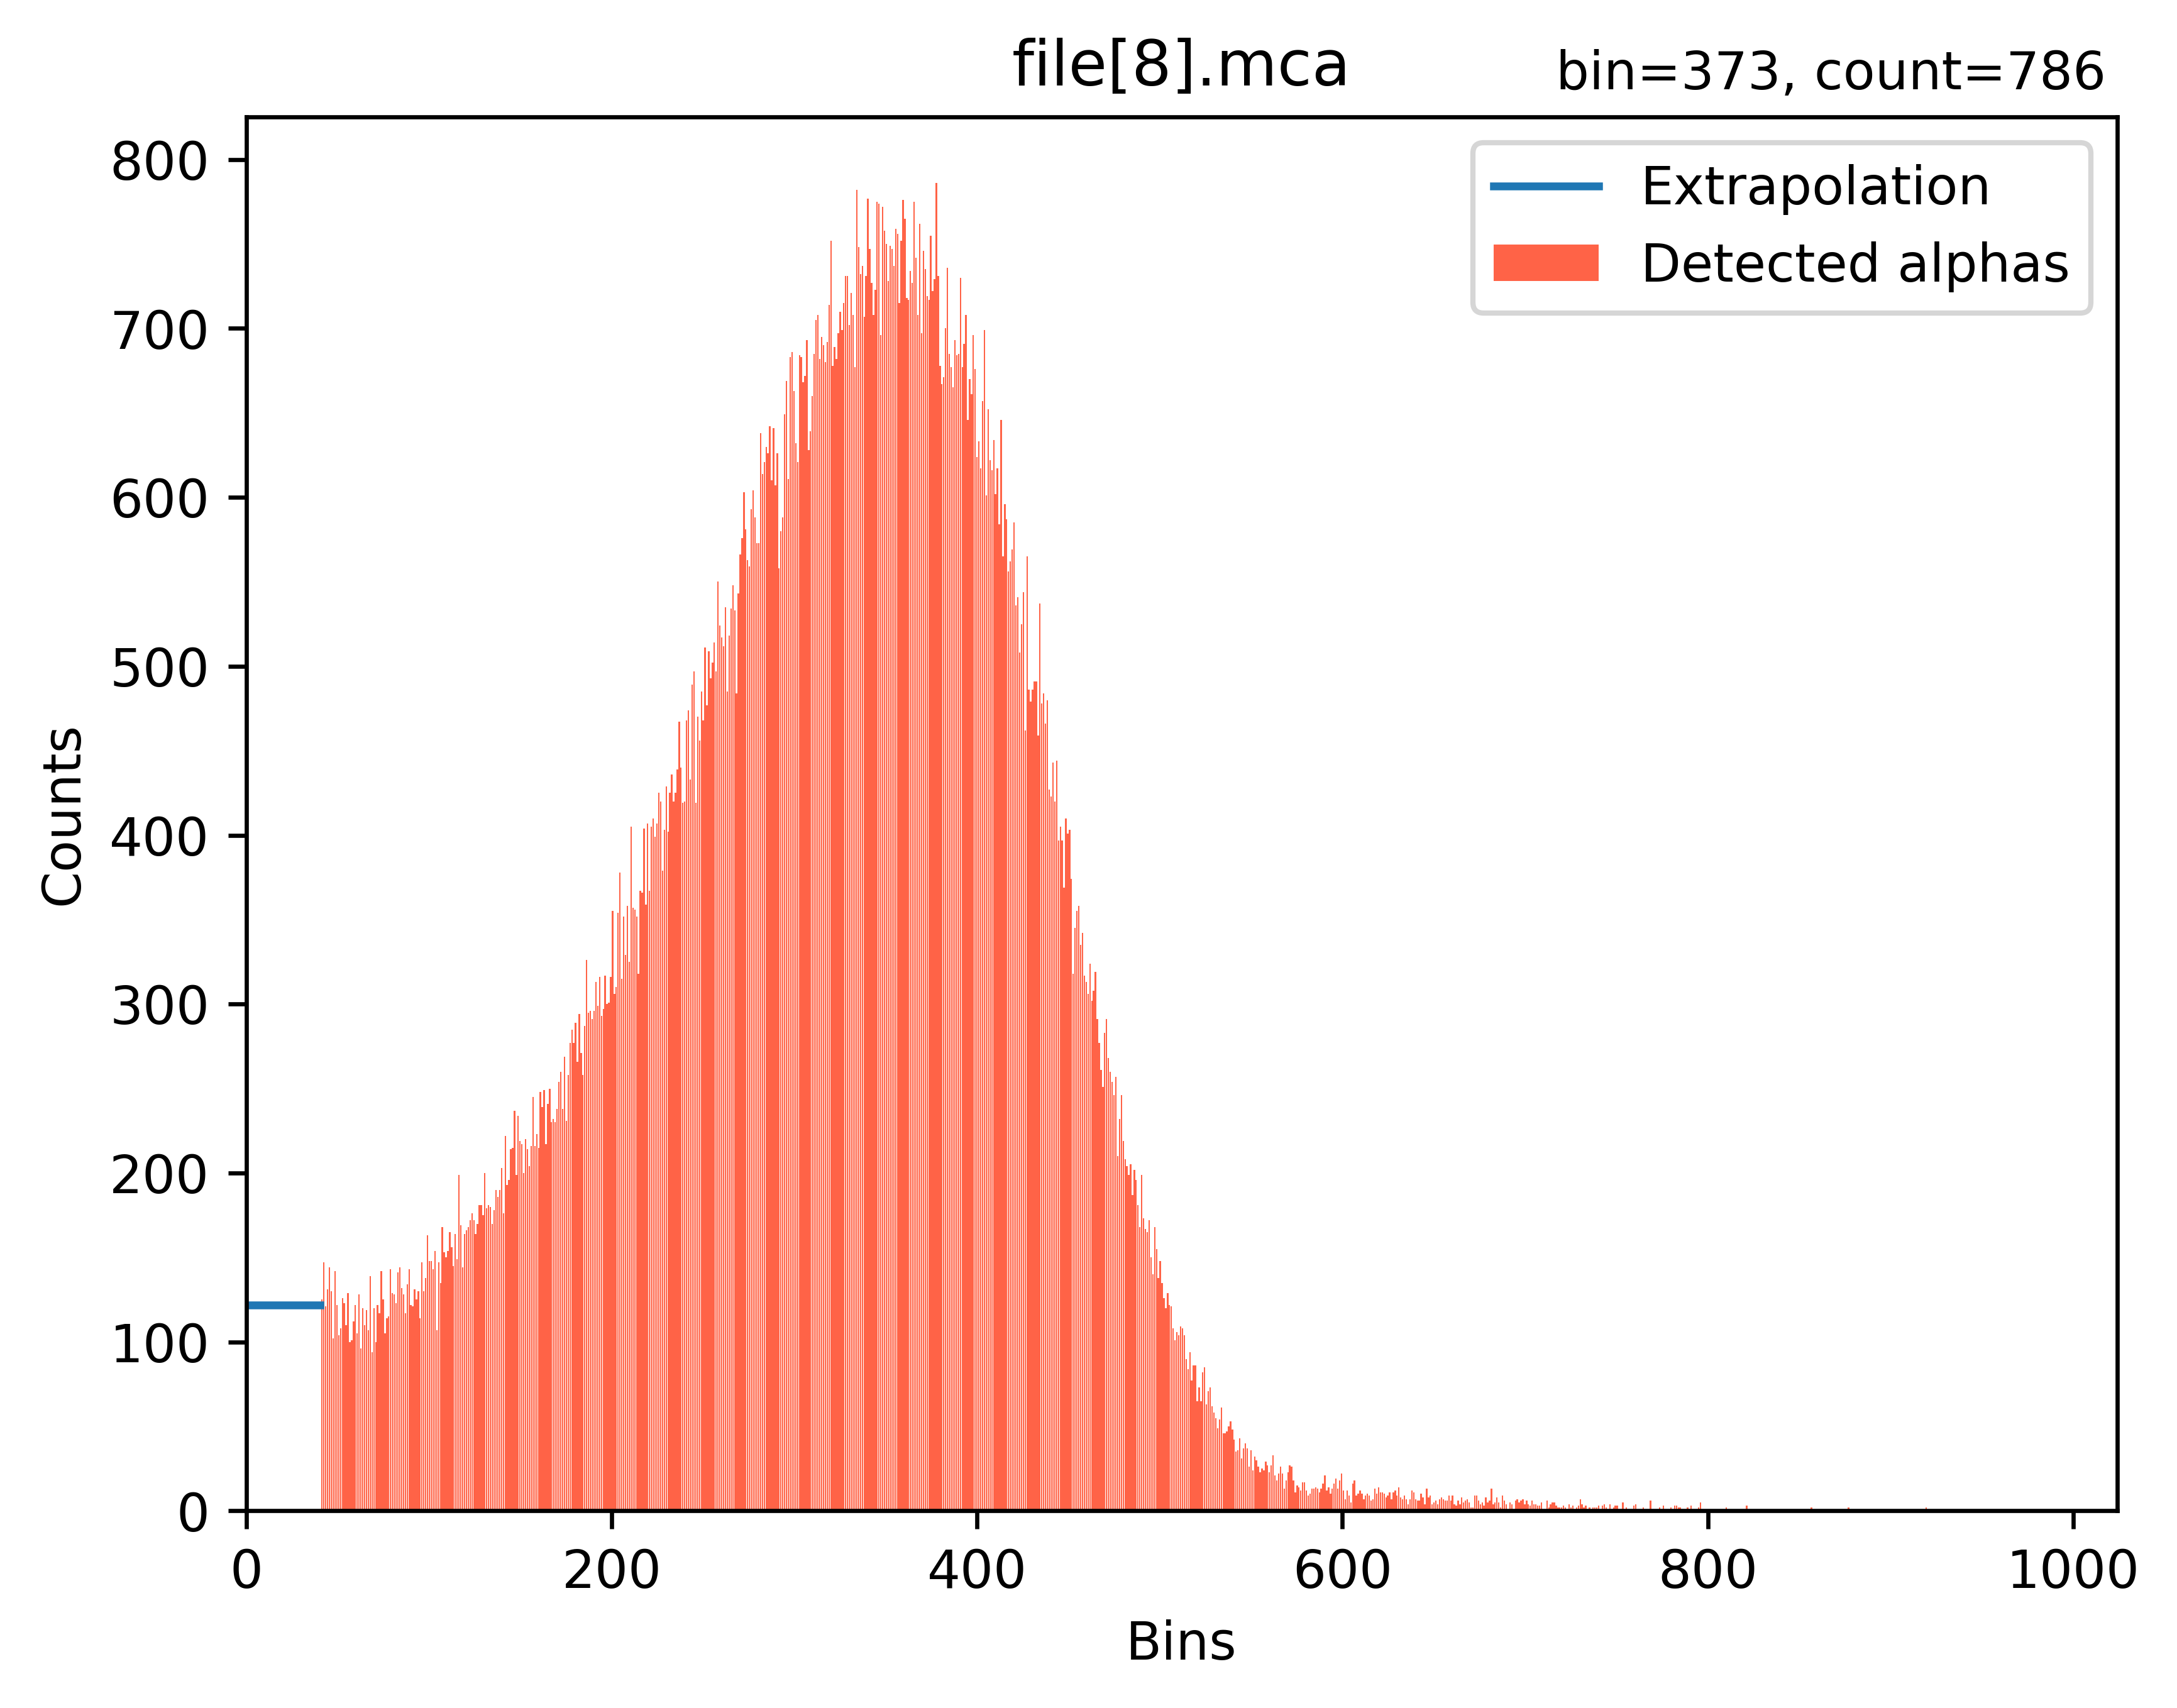 file[8].mca
bin=373, count=786
Extrapolation
Detected alphas
800
700
600
500
400
300
200
100
0
Counts
0 200 400 600 800 1000
Bins